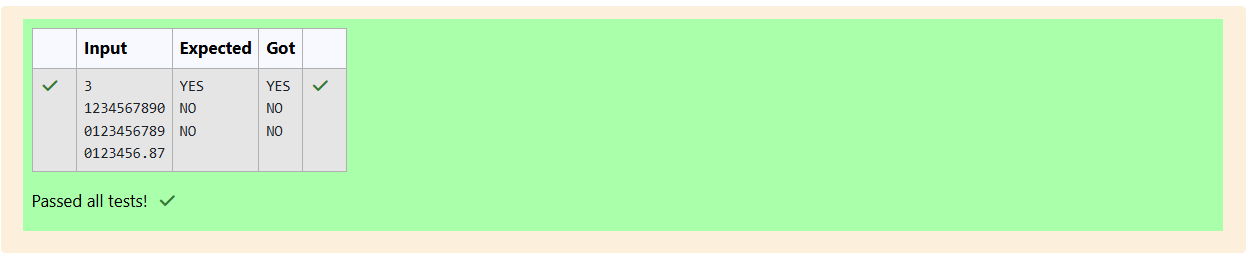 Input Expected Got
3 YES YES
1234567890 NO NO
0123456789 NO NO
0123456.87
Passed all tests!